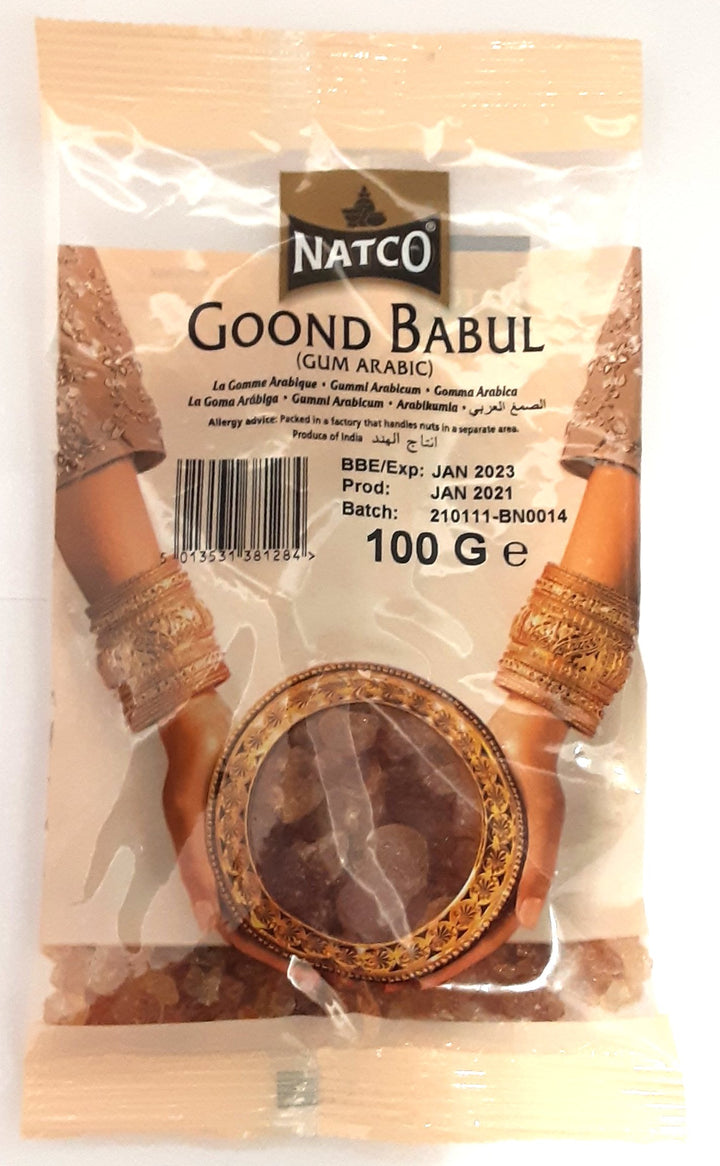 NATCO®
GOOND BABUL
(GUM ARABIC)
La Gomme Arabique • Gummi Arabicum • Gomma Arabica
La Goma Arábiga • Gummi Arabicum • Arabikumia • الصمغ العربي
Allergy advice: Packed in a factory that handles nuts in a separate area.
Produce of India انتاج الهند
BBE/Exp: JAN 2023
Prod: JAN 2021
Batch: 210111-BN0014
100 G e
5 013531 381284 >